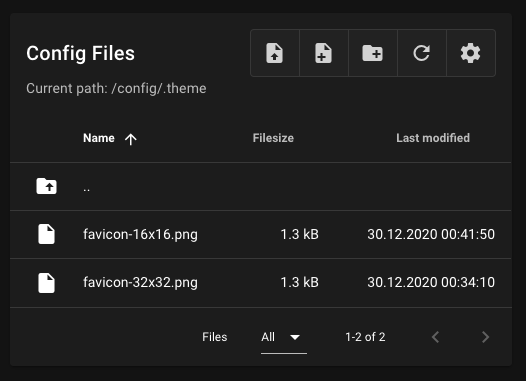 Config Files
Current path: /config/.theme
Name Filesize Last modified
..
favicon-16x16.png 1.3 kB 30.12.2020 00:41:50
favicon-32x32.png 1.3 kB 30.12.2020 00:34:10
Files All 1-2 of 2